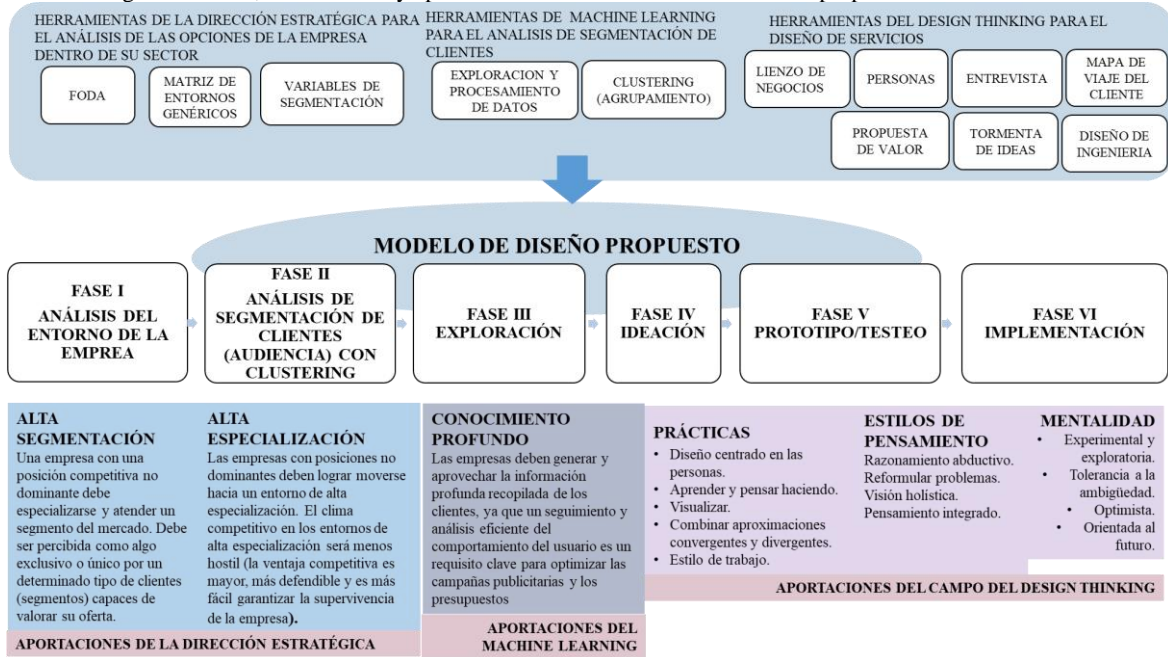 HERRAMIENTAS DE LA DIRECCIÓN ESTRATÉGICA PARA
EL ANÁLISIS DE LAS OPCIONES DE LA EMPRESA
DENTRO DE SU SECTOR
FODA
MATRIZ DE
ENTORNOS
GENÉRICOS
VARIABLES DE
SEGMENTACIÓN
HERRAMIENTAS DE MACHINE LEARNING
PARA EL ANALISIS DE SEGMENTACIÓN DE
CLIENTES
EXPLORACION Y
PROCESAMIENTO
DE DATOS
CLUSTERING
(AGRUPAMIENTO)
HERRAMIENTAS DEL DESIGN THINKING PARA EL
DISEÑO DE SERVICIOS
LIENZO DE
NEGOCIOS
PERSONAS
ENTREVISTA
MAPA DE
VIAJE DEL
CLIENTE
PROPUESTA
DE VALOR
TORMENTA
DE IDEAS
DISEÑO DE
INGENIERIA
MODELO DE DISEÑO PROPUESTO
FASE I
ANÁLISIS DEL
ENTORNO DE LA
EMPREA
FASE II
ANÁLISIS DE
SEGMENTACIÓN DE
CLIENTES
(AUDIENCIA) CON
CLUSTERING
FASE III
EXPLORACIÓN
FASE IV
IDEACIÓN
FASE V
PROTOTIPO/TESTEO
FASE VI
IMPLEMENTACIÓN
ALTA
SEGMENTACIÓN
Una empresa con una
posición competitiva no
dominante debe
especializarse y atender un
segmento del mercado. Debe
ser percibida como algo
exclusivo o único por un
determinado tipo de clientes
(segmentos) capaces de
valorar su oferta.
ALTA
ESPECIALIZACIÓN
Las empresas con posiciones no
dominantes deben lograr moverse
hacia un entorno de alta
especialización. El clima
competitivo en los entornos de
alta especialización será menos
hostil (la ventaja competitiva es
mayor, más defendible y es más
fácil garantizar la supervivencia
de la empresa).
APORTACIONES DE LA DIRECCIÓN ESTRATÉGICA
CONOCIMIENTO
PROFUNDO
Las empresas deben generar y
aprovechar la información
profunda recopilada de los
clientes, ya que un seguimiento y
análisis eficiente del
comportamiento del usuario es un
requisito clave para optimizar las
campañas publicitarias y los
presupuestos
APORTACIONES DEL
MACHINE LEARNING
PRÁCTICAS
• Diseño centrado en las
personas.
• Aprender y pensar haciendo.
• Visualizar.
• Combinar aproximaciones
convergentes y divergentes.
• Estilo de trabajo.
ESTILOS DE
PENSAMIENTO
Razonamiento abductivo.
Reformular problemas.
Visión holística.
Pensamiento integrado.
MENTALIDAD
• Experimental y
exploratoria.
• Tolerancia a la
ambigüedad.
• Optimista.
• Orientada al
futuro.
APORTACIONES DEL CAMPO DEL DESIGN THINKING